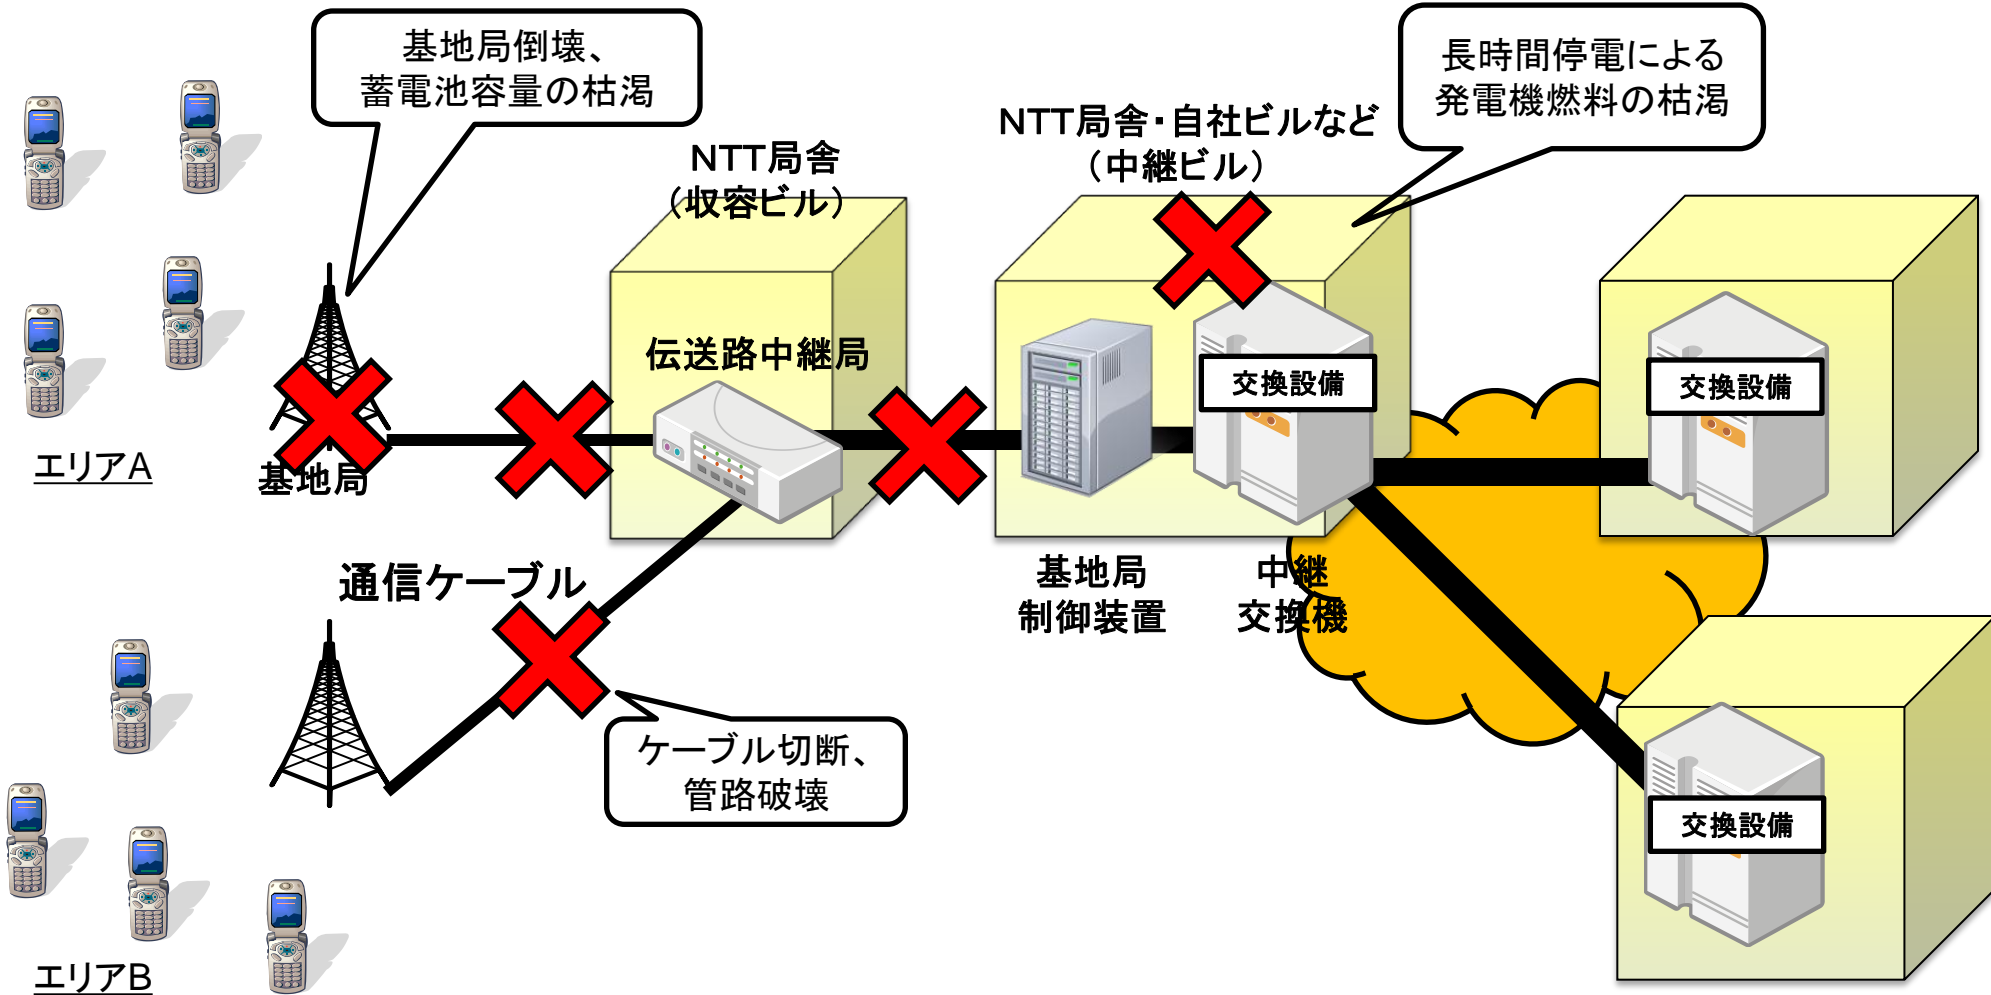 基地局倒壊、
蓄電池容量の枯渇
長時間停電による
発電機燃料の枯渇
NTT局舎
（収容ビル）
NTT局舎・自社ビルなど
（中継ビル）
伝送路中継局
交換設備
交換設備
エリアA
基地局
通信ケーブル
基地局
制御装置
中継
交換機
ケーブル切断、
管路破壊
交換設備
エリアB